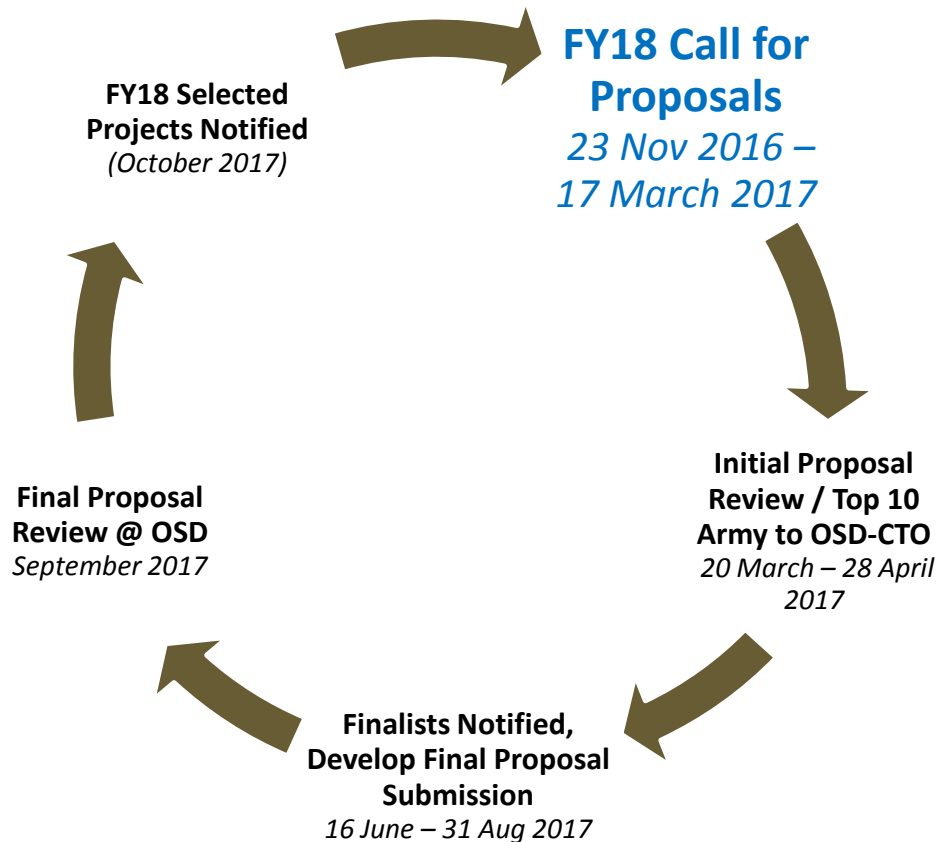 FY18 Call for
Proposals
23 Nov 2016 –
17 March 2017
Initial Proposal
Review / Top 10
Army to OSD-CTO
20 March – 28 April
2017
Finalists Notified,
Develop Final Proposal
Submission
16 June – 31 Aug 2017
Final Proposal
Review @ OSD
September 2017
FY18 Selected
Projects Notified
(October 2017)